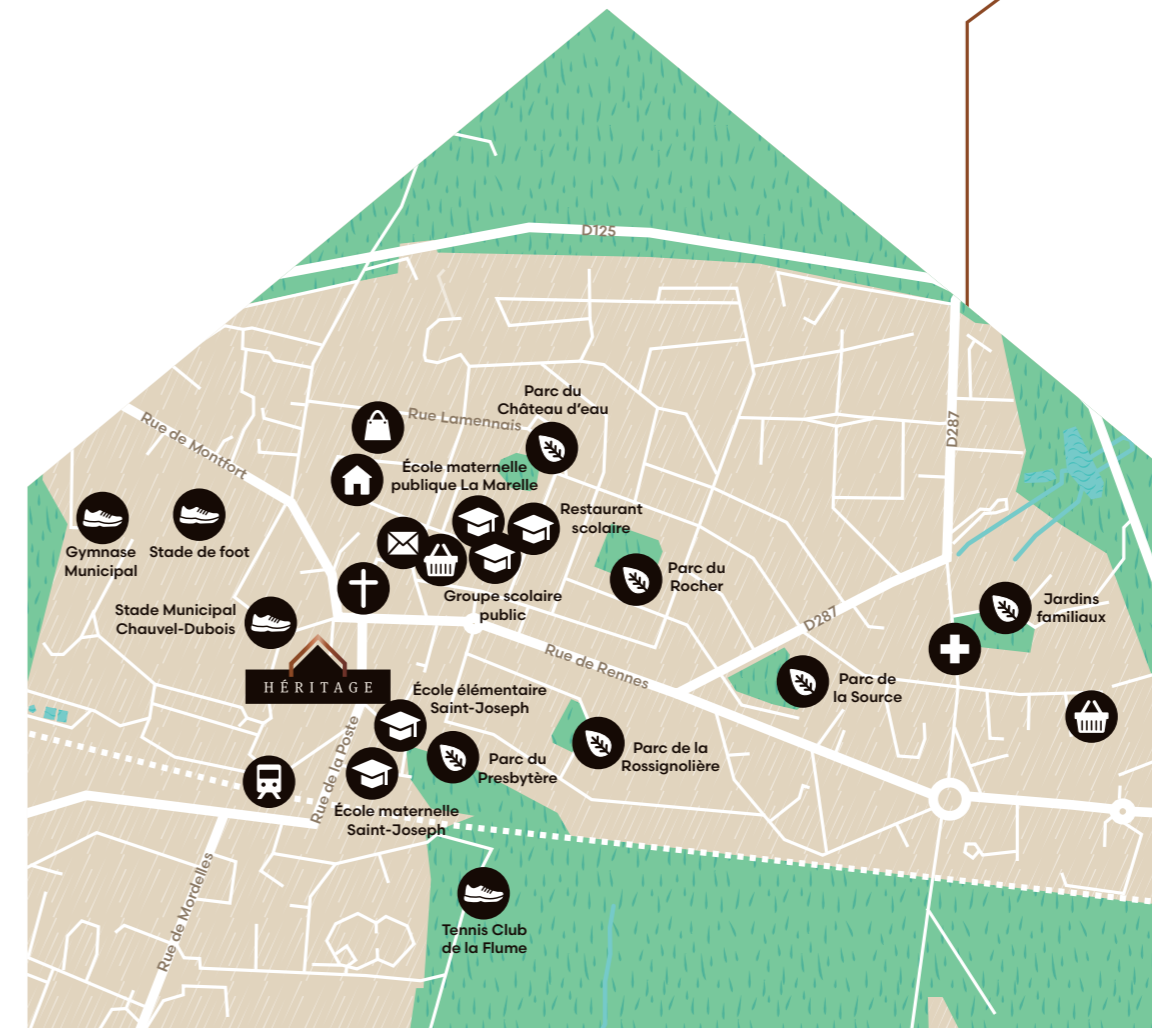 D125
Parc du
Château d'eau
Rue Lamennais
D287
Rue de Montfort
École maternelle
publique La Marelle
Restaurant
scolaire
Gymnase
Municipal
Stade de foot
Parc du
Rocher
Groupe scolaire
public
Jardins
familiaux
Stade Municipal
Chauvel-Dubois
D287
Rue de Rennes
HÉRITAGE
École élémentaire
Saint-Joseph
Parc de
la Source
Rue de la Poste
Parc du
Presbytère
Parc de la
Rossignolière
École maternelle
Saint-Joseph
Rue de Mordelles
Tennis Club
de la Flume